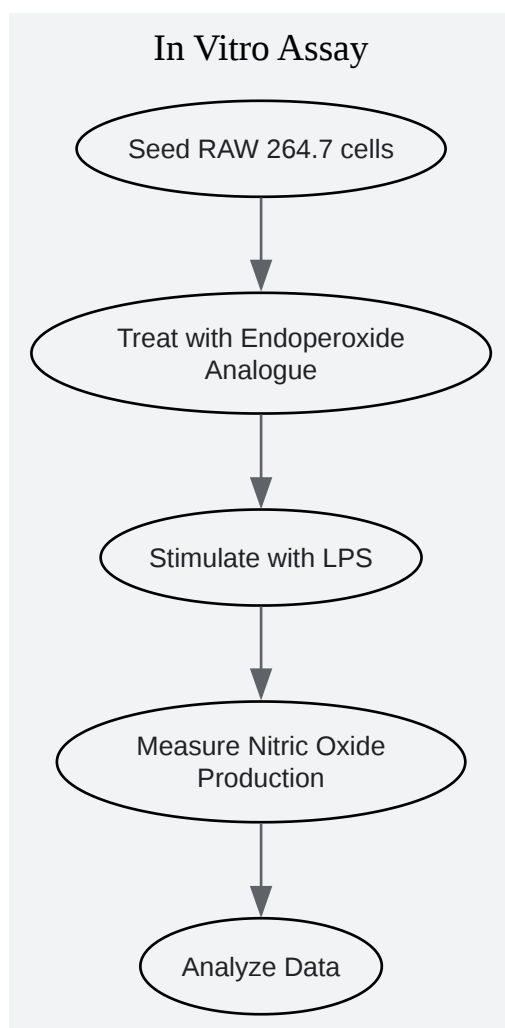 In Vitro Assay
Seed RAW 264.7 cells
Treat with Endoperoxide
Analogue
Stimulate with LPS
Measure Nitric Oxide
Production
Analyze Data